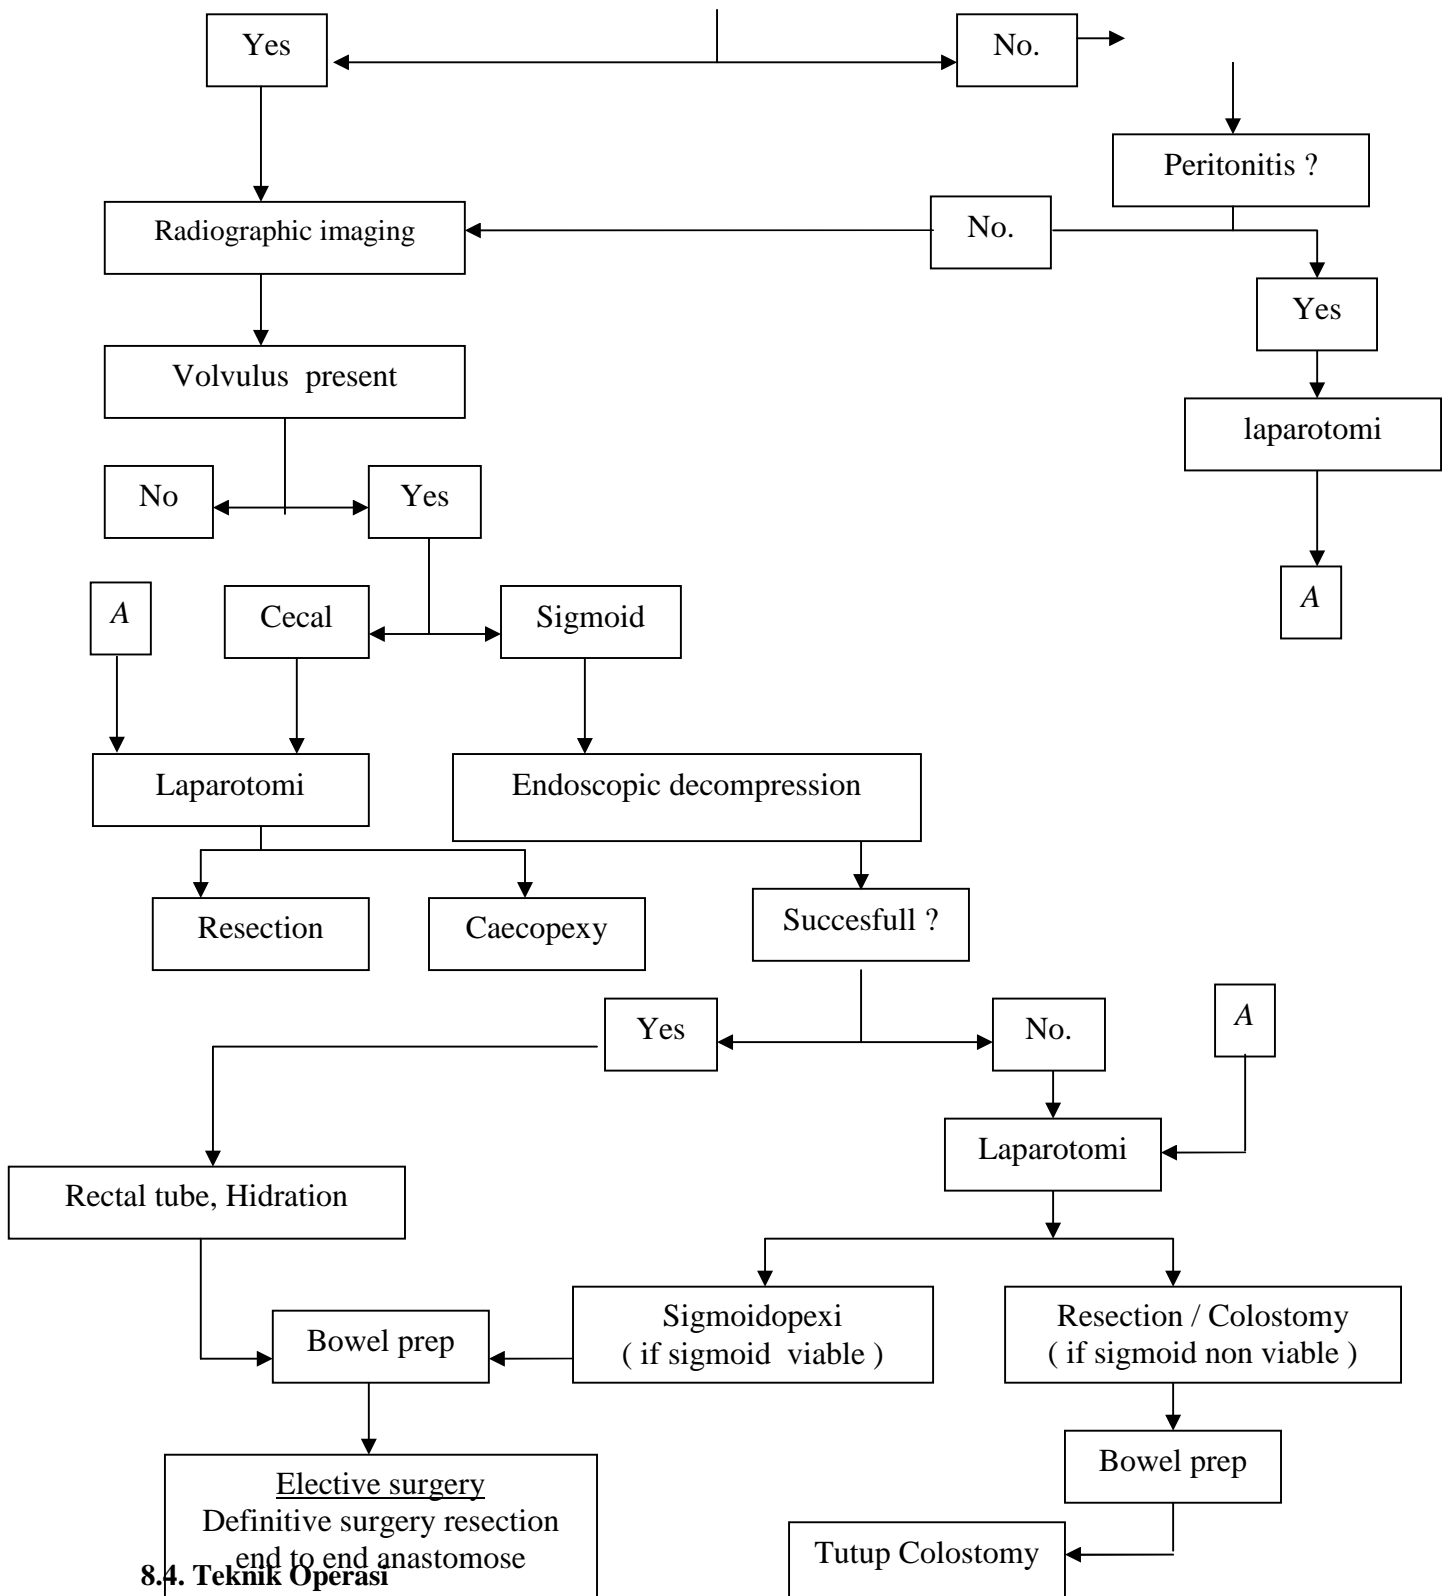 Yes
No.
Peritonitis ?
Radiographic imaging
No.
Yes
Volvulus present
laparotomi
No
Yes
A
Cecal
Sigmoid
A
Laparotomi
Endoscopic decompression
Resection
Caecopexy
Succesfull ?
Yes
No.
A
Laparotomi
Rectal tube, Hidration
Bowel prep
Sigmoidopexi
( if sigmoid viable )
Resection / Colostomy
( if sigmoid non viable )
Bowel prep
Elective surgery
Definitive surgery resection
end to end anastomose
Tutup Colostomy
8.4. Teknik Operasi